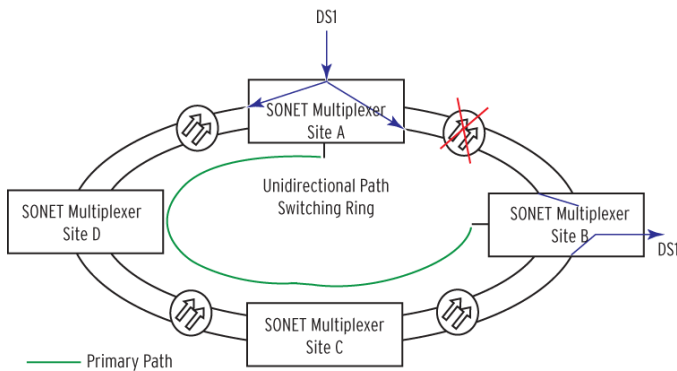 DS1
SONET Multiplexer
Site A
Unidirectional Path
Switching Ring
SONET Multiplexer
Site D
SONET Multiplexer
Site B
DS1
SONET Multiplexer
Site C
Primary Path